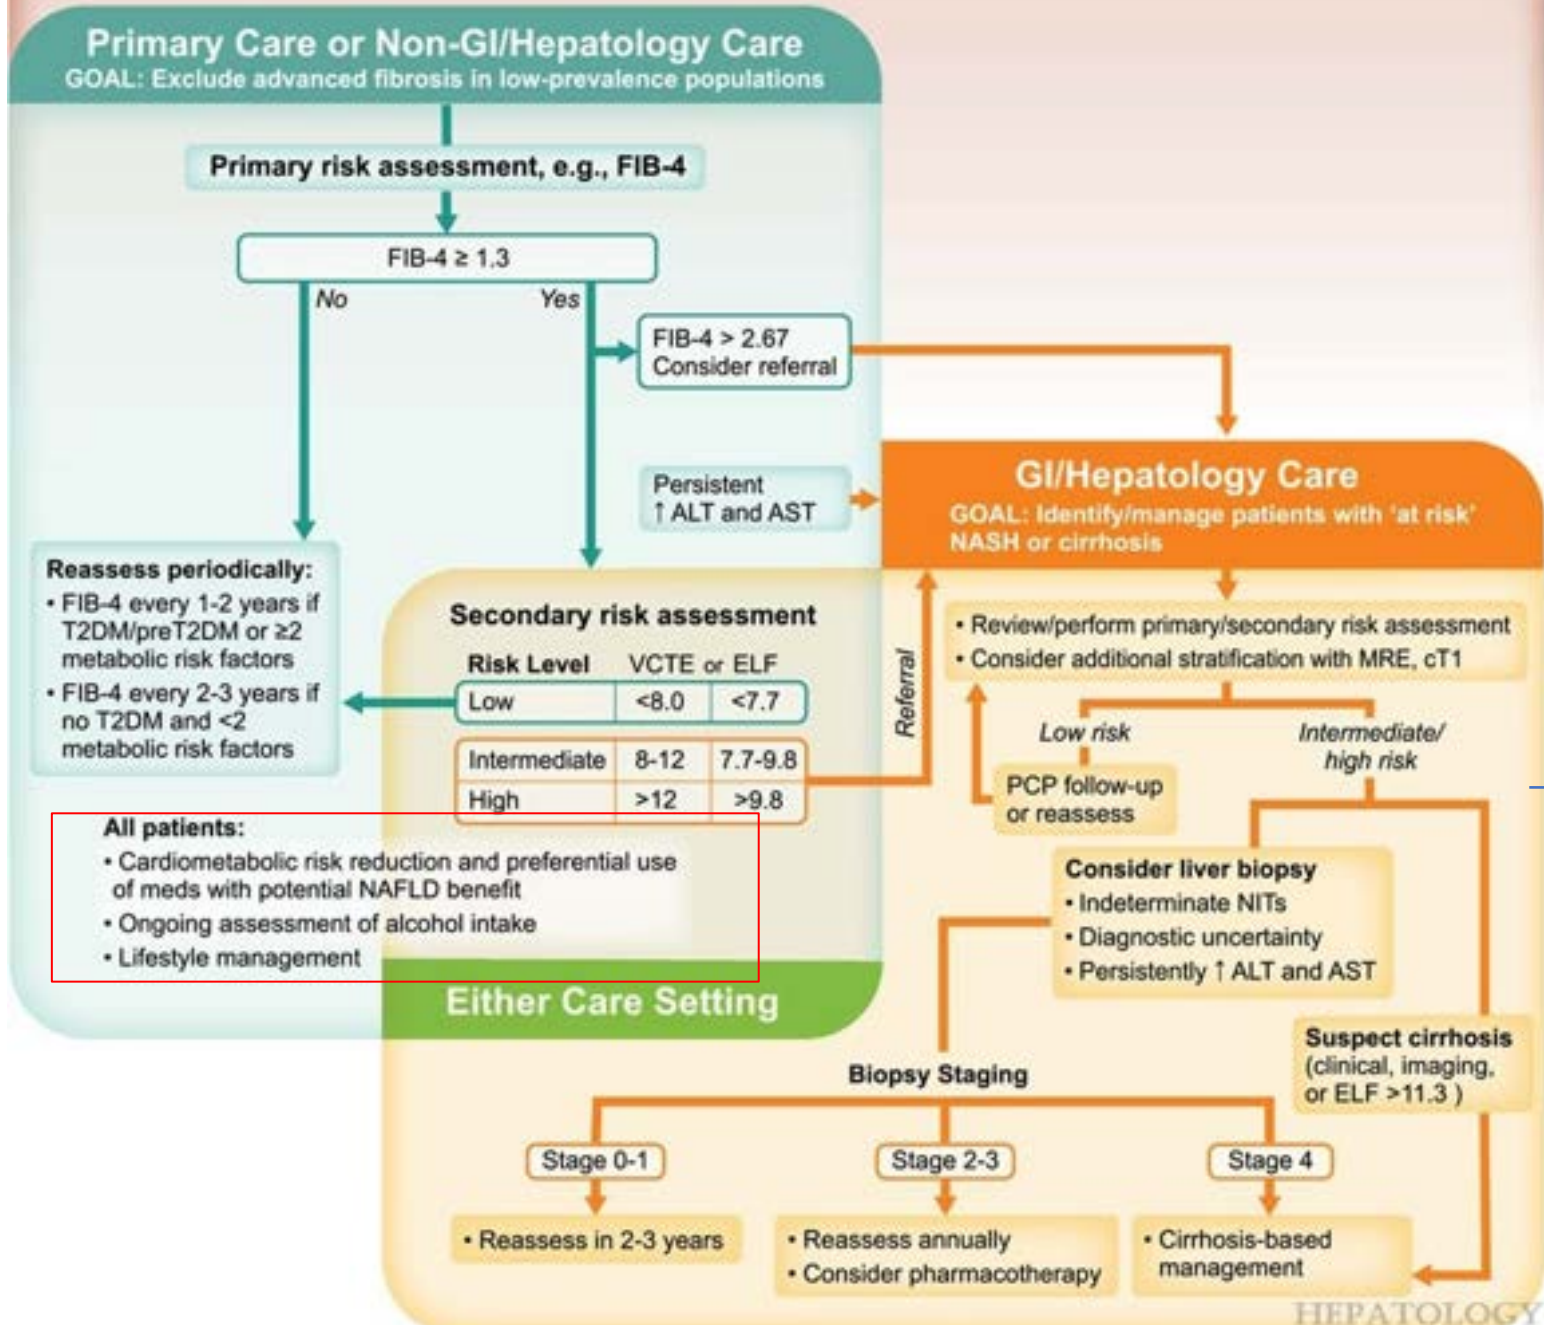 Primary Care or Non-GI/Hepatology Care
GOAL: Exclude advanced fibrosis in low-prevalence populations
Primary risk assessment, e.g., FIB-4
FIB-4 ≥ 1.3
No
Yes
FIB-4 > 2.67
Consider referral
Persistent
↑ ALT and AST
GI/Hepatology Care
GOAL: Identify/manage patients with ‘at risk’
NASH or cirrhosis
Reassess periodically:
• FIB-4 every 1-2 years if
T2DM/preT2DM or ≥2
metabolic risk factors
• FIB-4 every 2-3 years if
no T2DM and <2
metabolic risk factors
Secondary risk assessment
Risk Level VCTE or ELF
Low <8.0 <7.7
Intermediate 8-12 7.7-9.8
High >12 >9.8
Referral
• Review/perform primary/secondary risk assessment
• Consider additional stratification with MRE, cT1
Low risk
Intermediate/
high risk
PCP follow-up
or reassess
All patients:
• Cardiometabolic risk reduction and preferential use
of meds with potential NAFLD benefit
• Ongoing assessment of alcohol intake
• Lifestyle management
Either Care Setting
Consider liver biopsy
• Indeterminate NITs
• Diagnostic uncertainty
• Persistently ↑ ALT and AST
Suspect cirrhosis
(clinical, imaging,
or ELF >11.3 )
Biopsy Staging
Stage 0-1
Stage 2-3
Stage 4
• Reassess in 2-3 years
• Reassess annually
• Consider pharmacotherapy
• Cirrhosis-based
management
HEPATOLOGY